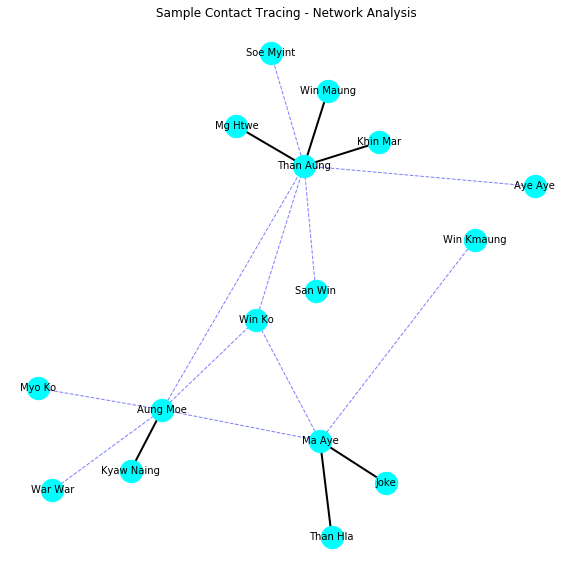 Sample Contact Tracing - Network Analysis
Soe Myint
Win Maung
Mg Htwe
Khin Mar
Than Aung
Aye Aye
Win Kmaung
San Win
Win Ko
Myo Ko
Aung Moe
Ma Aye
Kyaw Naing
Joke
War War
Than Hla